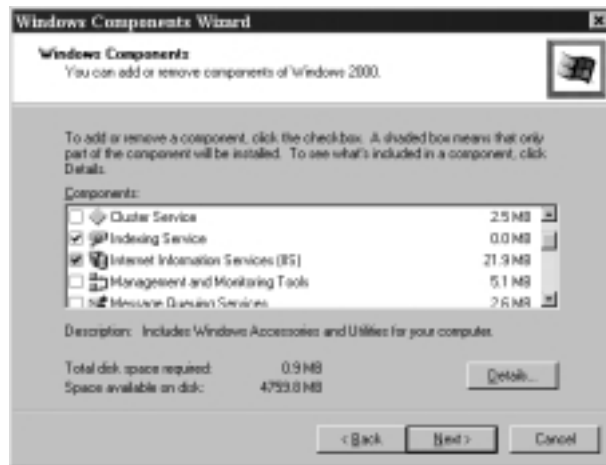 Windows Components Wizard
Windows Components
You can add or remove components of Windows 2000.
To add or remove a component, click the checkbox. A shaded box means that only
part of the component will be installed. To see what's included in a component, click
Details.
Components:
Cluster Service 2.5 MB
Indexing Service 0.0 MB
Internet Information Services (IIS) 21.9 MB
Management and Monitoring Tools 5.1 MB
Message Queuing Services 2.6 MB
Description: Includes Windows Accessories and Utilities for your computer.
Total disk space required: 0.9 MB
Space available on disk: 4759.8 MB
Details...
< Back Next > Cancel